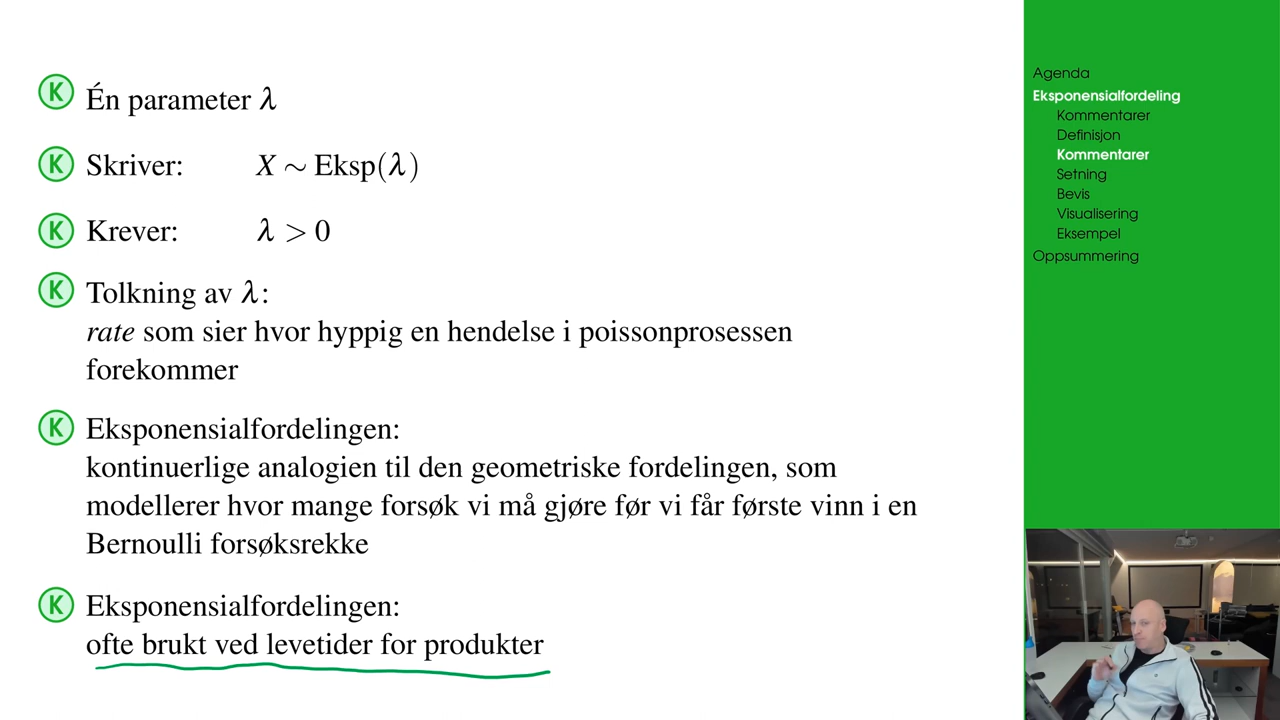 K Én parameter λ
K Skriver: X ∼ Eksp(λ)
K Krever: λ > 0
K Tolkning av λ:
rate som sier hvor hyppig en hendelse i poissonprosessen
forekommer
K Eksponensialfordelingen:
kontinuerlige analogien til den geometriske fordelingen, som
modellerer hvor mange forsøk vi må gjøre før vi får første vinn i en
Bernoulli forsøksrekke
K Eksponensialfordelingen:
ofte brukt ved levetider for produkter
Agenda
Eksponensialfordeling
Kommentarer
Definisjon
Kommentarer
Setning
Bevis
Visualisering
Eksempel
Oppsummering